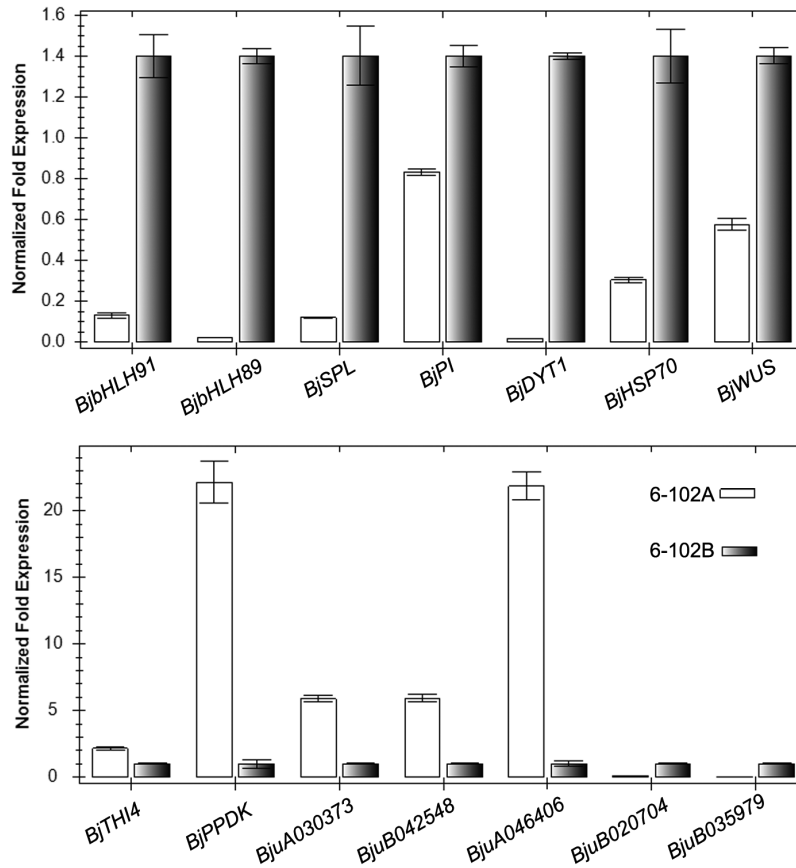 Normalized Fold Expression
1.6
1.4
1.2
1.0
0.8
0.6
0.4
0.2
0.0
BjbHLH91
BjbHLH89
BjSPL
BjPI
BjDYT1
BjHSP70
BjWUS
Normalized Fold Expression
20
15
10
5
0
6-102A
6-102B
BjTHI4
BjPPDK
BjuA030373
BjuB042548
BjuA046406
BjuB020704
BjuB035979